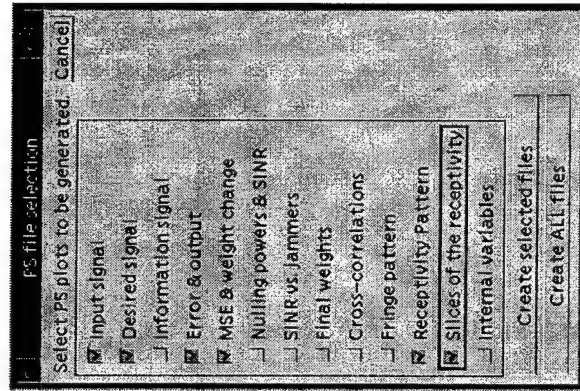 PS file selection
Select PS plots to be generated. Cancel
Input signal
Desired signal
Information signal
Error & output
MSE & weight change
Nulling powers & SINR
SINR vs. Jammers
Final weights
Cross-correlations
Fringe pattern
Receptivity Pattern
Slices of the receptivity
Internal variables
Create selected files
Create ALL files